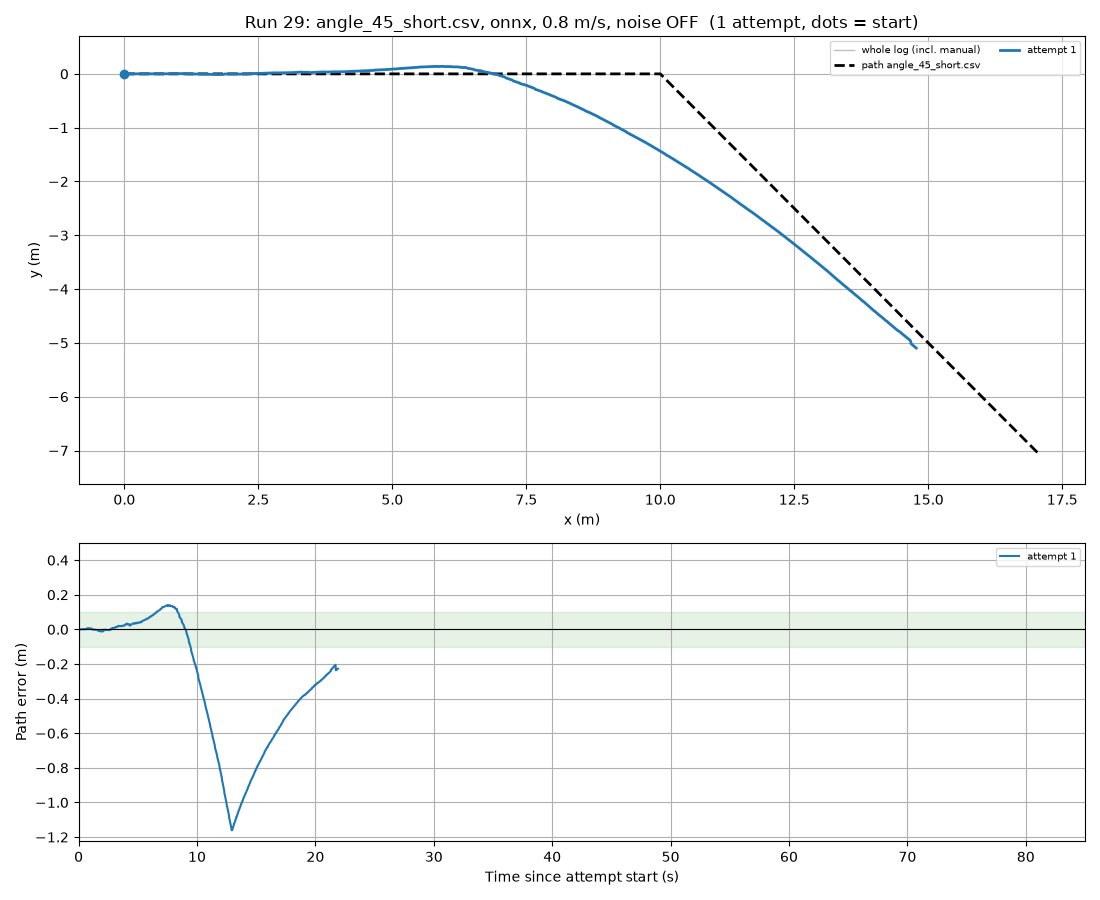 Run 29: angle_45_short.csv, onnx, 0.8 m/s, noise OFF  (1 attempt, dots = start)
whole log (incl. manual)
path angle_45_short.csv
attempt 1
y (m)
0
−1
−2
−3
−4
−5
−6
−7
0.0 2.5 5.0 7.5 10.0 12.5 15.0 17.5
x (m)
attempt 1
Path error (m)
0.4
0.2
0.0
−0.2
−0.4
−0.6
−0.8
−1.0
−1.2
0 10 20 30 40 50 60 70 80
Time since attempt start (s)